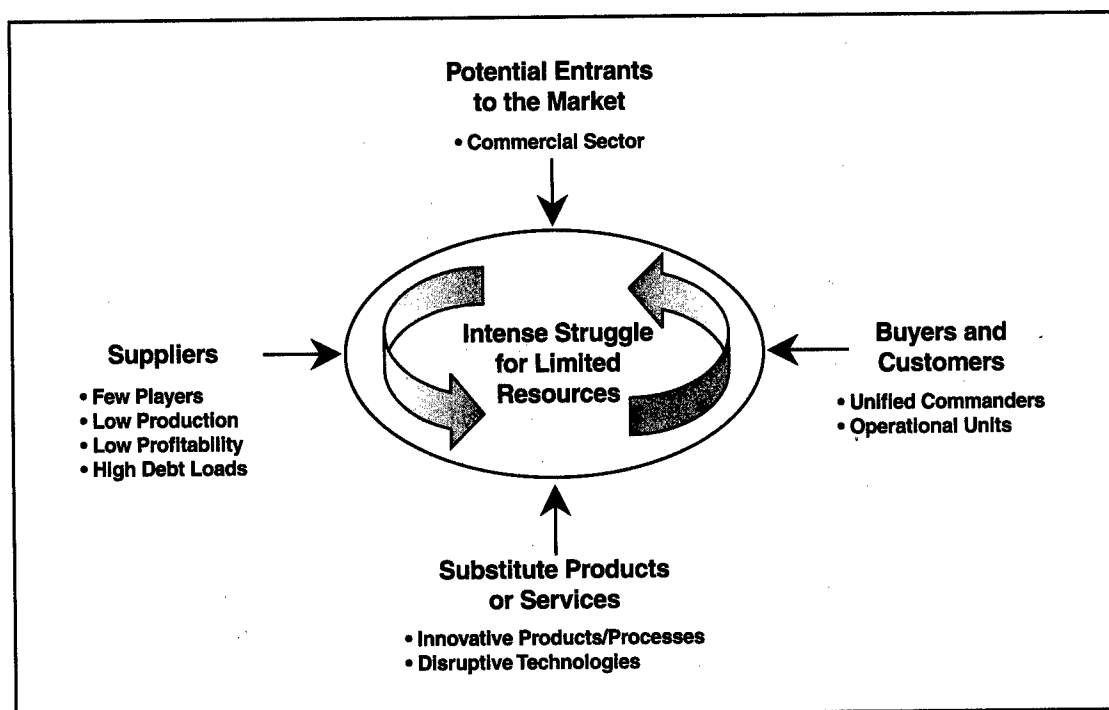 Potential Entrants
to the Market
• Commercial Sector
Suppliers
• Few Players
• Low Production
• Low Profitability
• High Debt Loads
Intense Struggle
for Limited
Resources
Buyers and
Customers
• Unified Commanders
• Operational Units
Substitute Products
or Services
• Innovative Products/Processes
• Disruptive Technologies